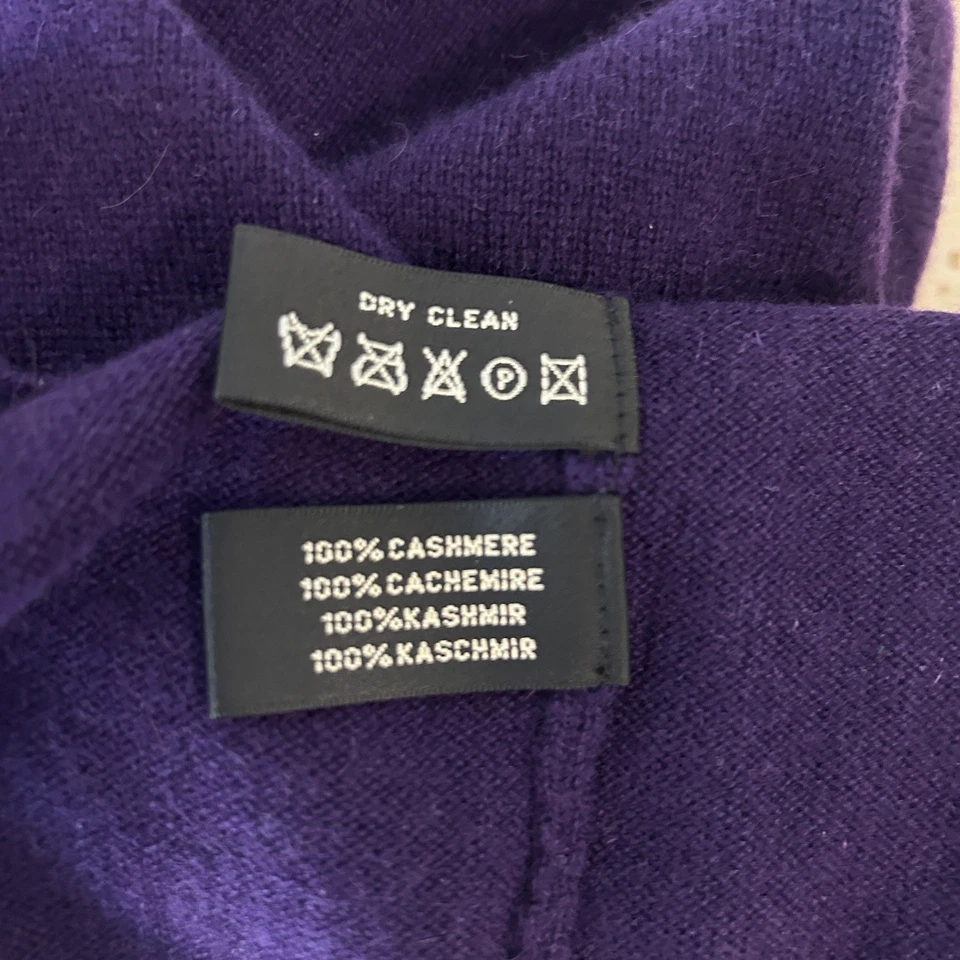 DRY CLEAN
P
100% CASHMERE
100% CACHEMIRE
100% KASHMIR
100% KASCHMIR